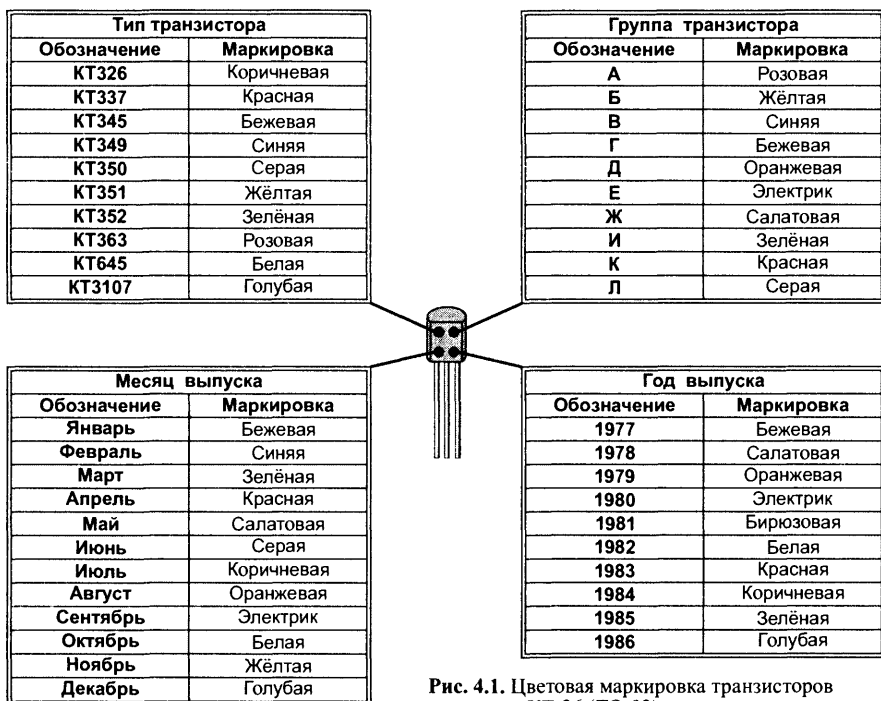 Тип транзистора
Обозначение Маркировка
КТ326 Коричневая
КТ337 Красная
КТ345 Бежевая
КТ349 Синяя
КТ350 Серая
КТ351 Жёлтая
КТ352 Зелёная
КТ363 Розовая
КТ645 Белая
КТ3107 Голубая
Группа транзистора
Обозначение Маркировка
А Розовая
Б Жёлтая
В Синяя
Г Бежевая
Д Оранжевая
Е Электрик
Ж Салатовая
И Зелёная
К Красная
Л Серая
Месяц выпуска
Обозначение Маркировка
Январь Бежевая
Февраль Синяя
Март Зелёная
Апрель Красная
Май Салатовая
Июнь Серая
Июль Коричневая
Август Оранжевая
Сентябрь Электрик
Октябрь Белая
Ноябрь Жёлтая
Декабрь Голубая
Год выпуска
Обозначение Маркировка
1977 Бежевая
1978 Салатовая
1979 Оранжевая
1980 Электрик
1981 Бирюзовая
1982 Белая
1983 Красная
1984 Коричневая
1985 Зелёная
1986 Голубая
Рис. 4.1. Цветовая маркировка транзисторов